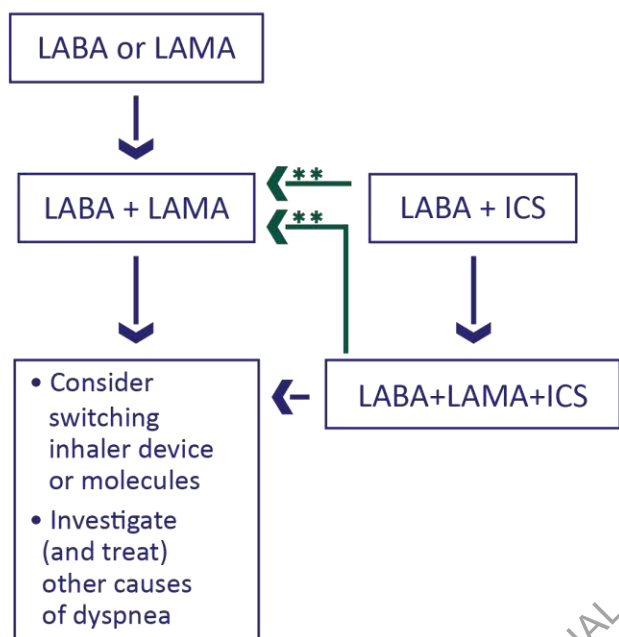 LABA or LAMA
LABA + LAMA
**
**
LABA + ICS
• Consider
switching
inhaler device
or molecules
• Investigate
(and treat)
other causes
of dyspnea
LABA+LAMA+ICS